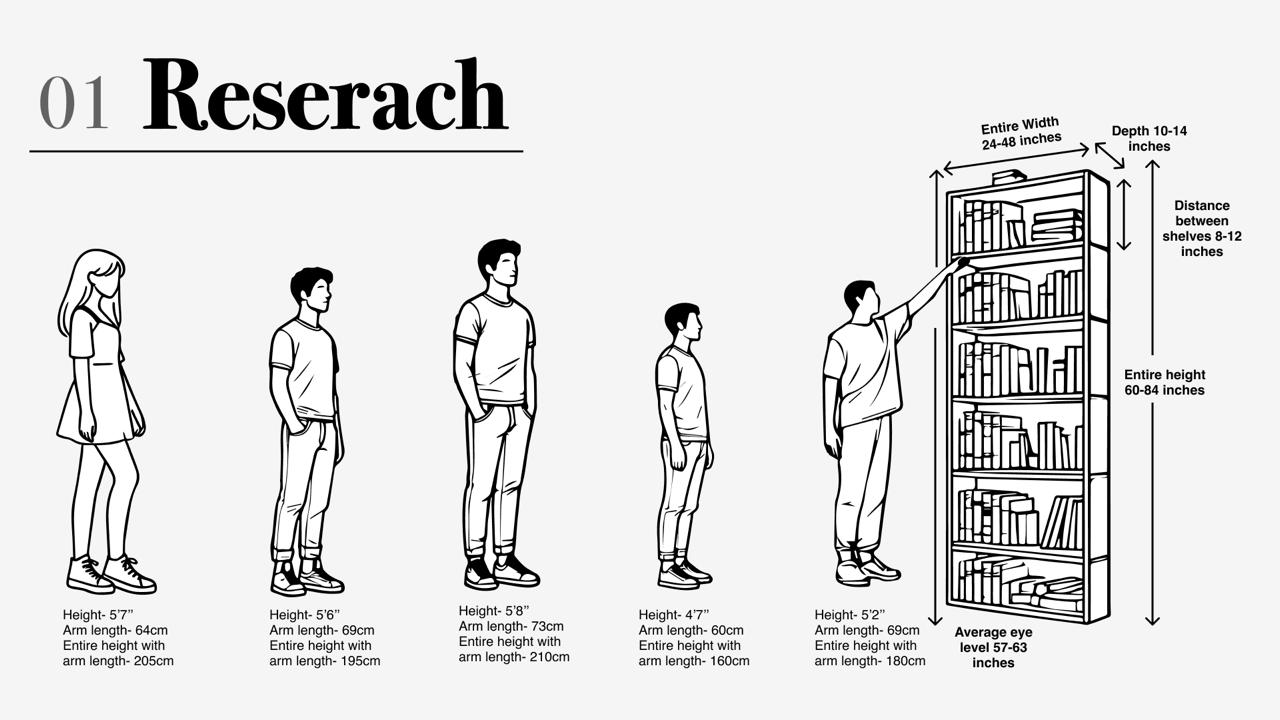 01 Reserach
Entire Width
24-48 inches
Depth 10-14
inches
Distance
between
shelves 8-12
inches
Entire height
60-84 inches
Height- 5’7’’
Arm length- 64cm
Entire height with
arm length- 205cm
Height- 5’6’’
Arm length- 69cm
Entire height with
arm length- 195cm
Height- 5’8’’
Arm length- 73cm
Entire height with
arm length- 210cm
Height- 4’7’’
Arm length- 60cm
Entire height with
arm length- 160cm
Height- 5’2’’
Arm length- 69cm
Entire height with
arm length- 180cm
Average eye
level 57-63
inches